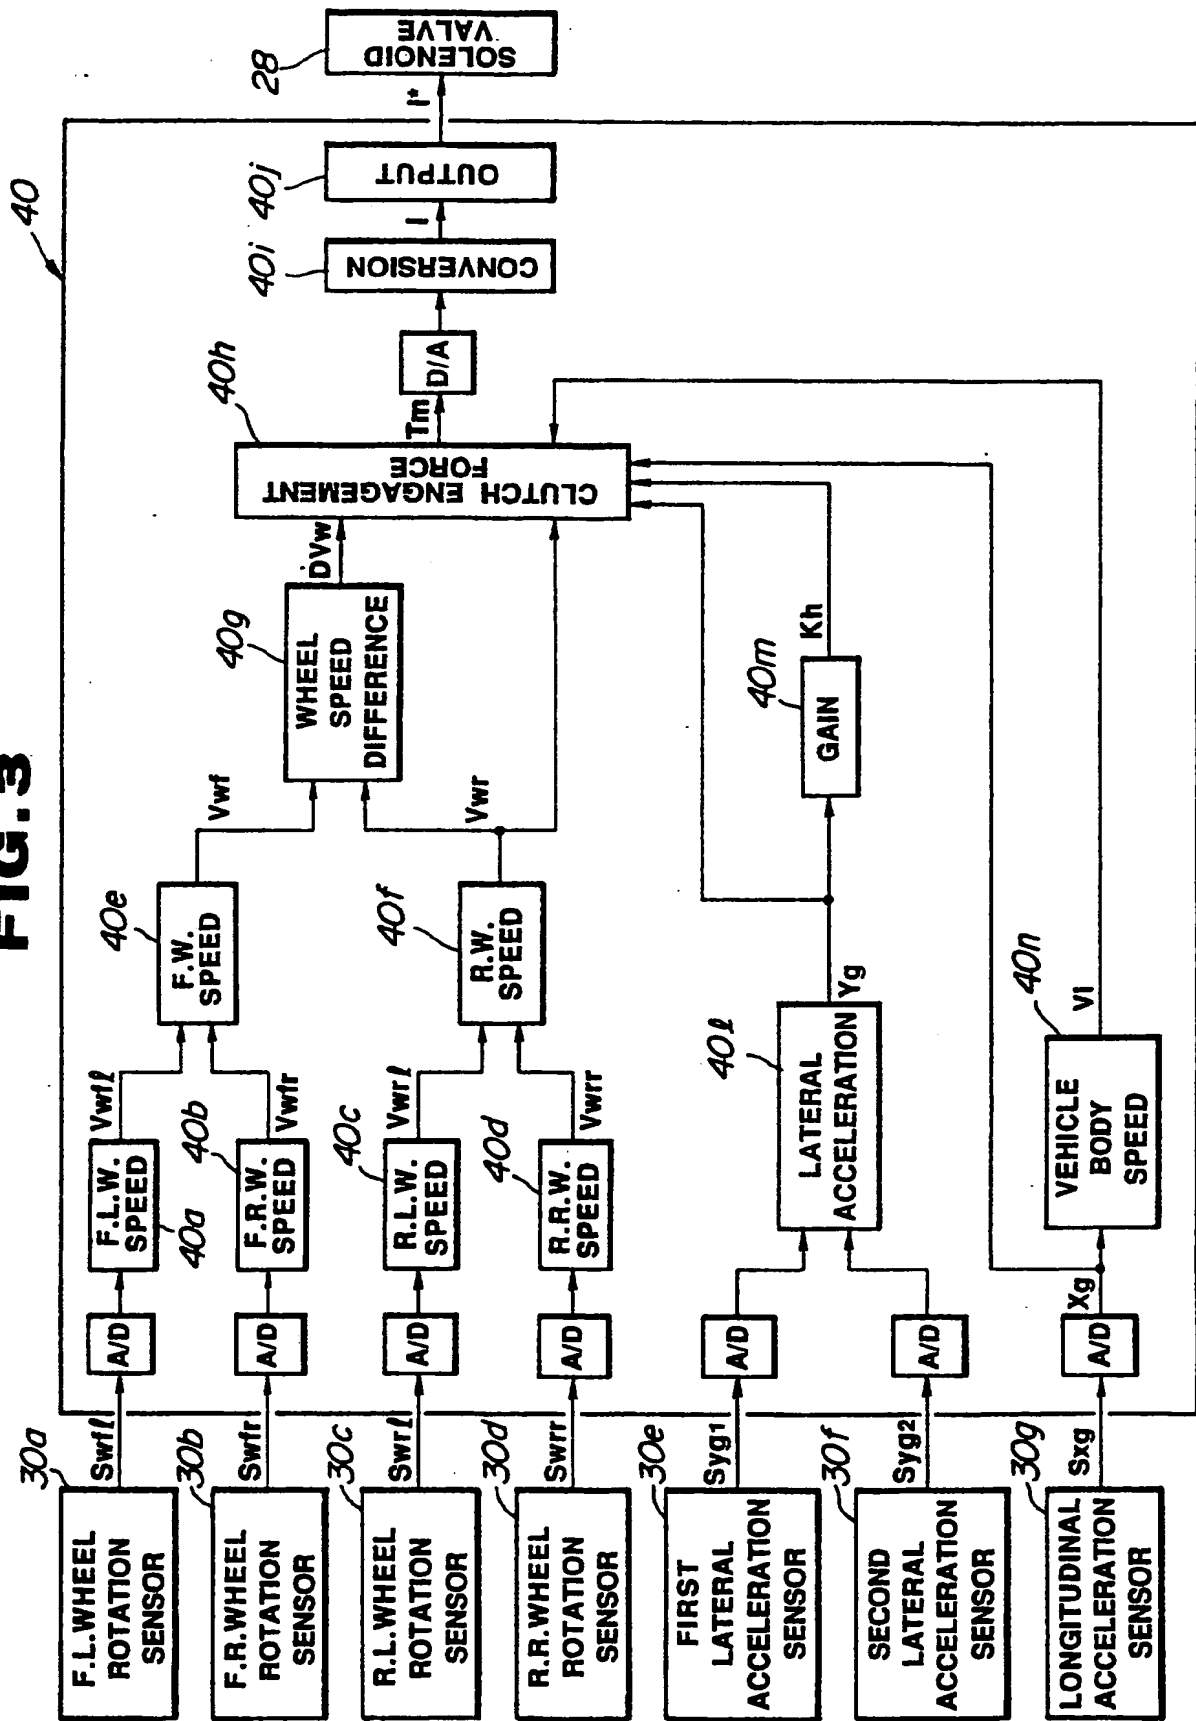 FIG.3
40
30a
F.L.WHEEL
ROTATION
SENSOR
Swfℓ
A/D
F.L.W.
SPEED
40a
Vwfℓ
30b
F.R.WHEEL
ROTATION
SENSOR
Swfr
A/D
40b
F.R.W.
SPEED
Vwfr
40e
F.W.
SPEED
Vwf
30c
R.L.WHEEL
ROTATION
SENSOR
Swrℓ
A/D
40c
R.L.W.
SPEED
Vwrℓ
30d
R.R.WHEEL
ROTATION
SENSOR
Swrr
A/D
40d
R.R.W.
SPEED
Vwrr
40f
R.W.
SPEED
Vwr
40g
WHEEL
SPEED
DIFFERENCE
DVw
40h
CLUTCH ENGAGEMENT
FORCE
Tm
D/A
40i
CONVERSION
I
40j
OUTPUT
I*
28
SOLENOID
VALVE
30e
FIRST
LATERAL
ACCELERATION
SENSOR
Syg1
A/D
30f
SECOND
LATERAL
ACCELERATION
SENSOR
Syg2
A/D
40ℓ
LATERAL
ACCELERATION
Yg
40m
GAIN
Kh
30g
LONGITUDINAL
ACCELERATION
SENSOR
Sxg
A/D
Xg
40n
VEHICLE
BODY
SPEED
Vi